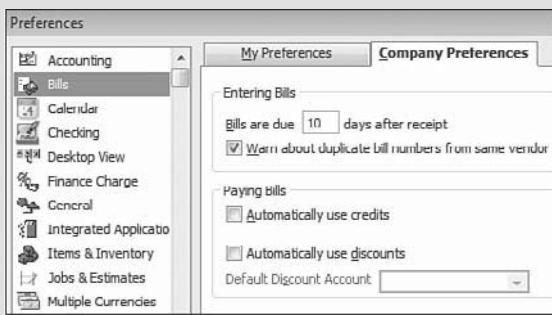 Preferences
Accounting
Bills
Calendar
Checking
Desktop View
Finance Charge
General
Integrated Applicatio
Items & Inventory
Jobs & Estimates
Multiple Currencies
My Preferences
Company Preferences
Entering Bills
Bills are due 10 days after receipt
Warn about duplicate bill numbers from same vendor
Paying Bills
Automatically use credits
Automatically use discounts
Default Discount Account